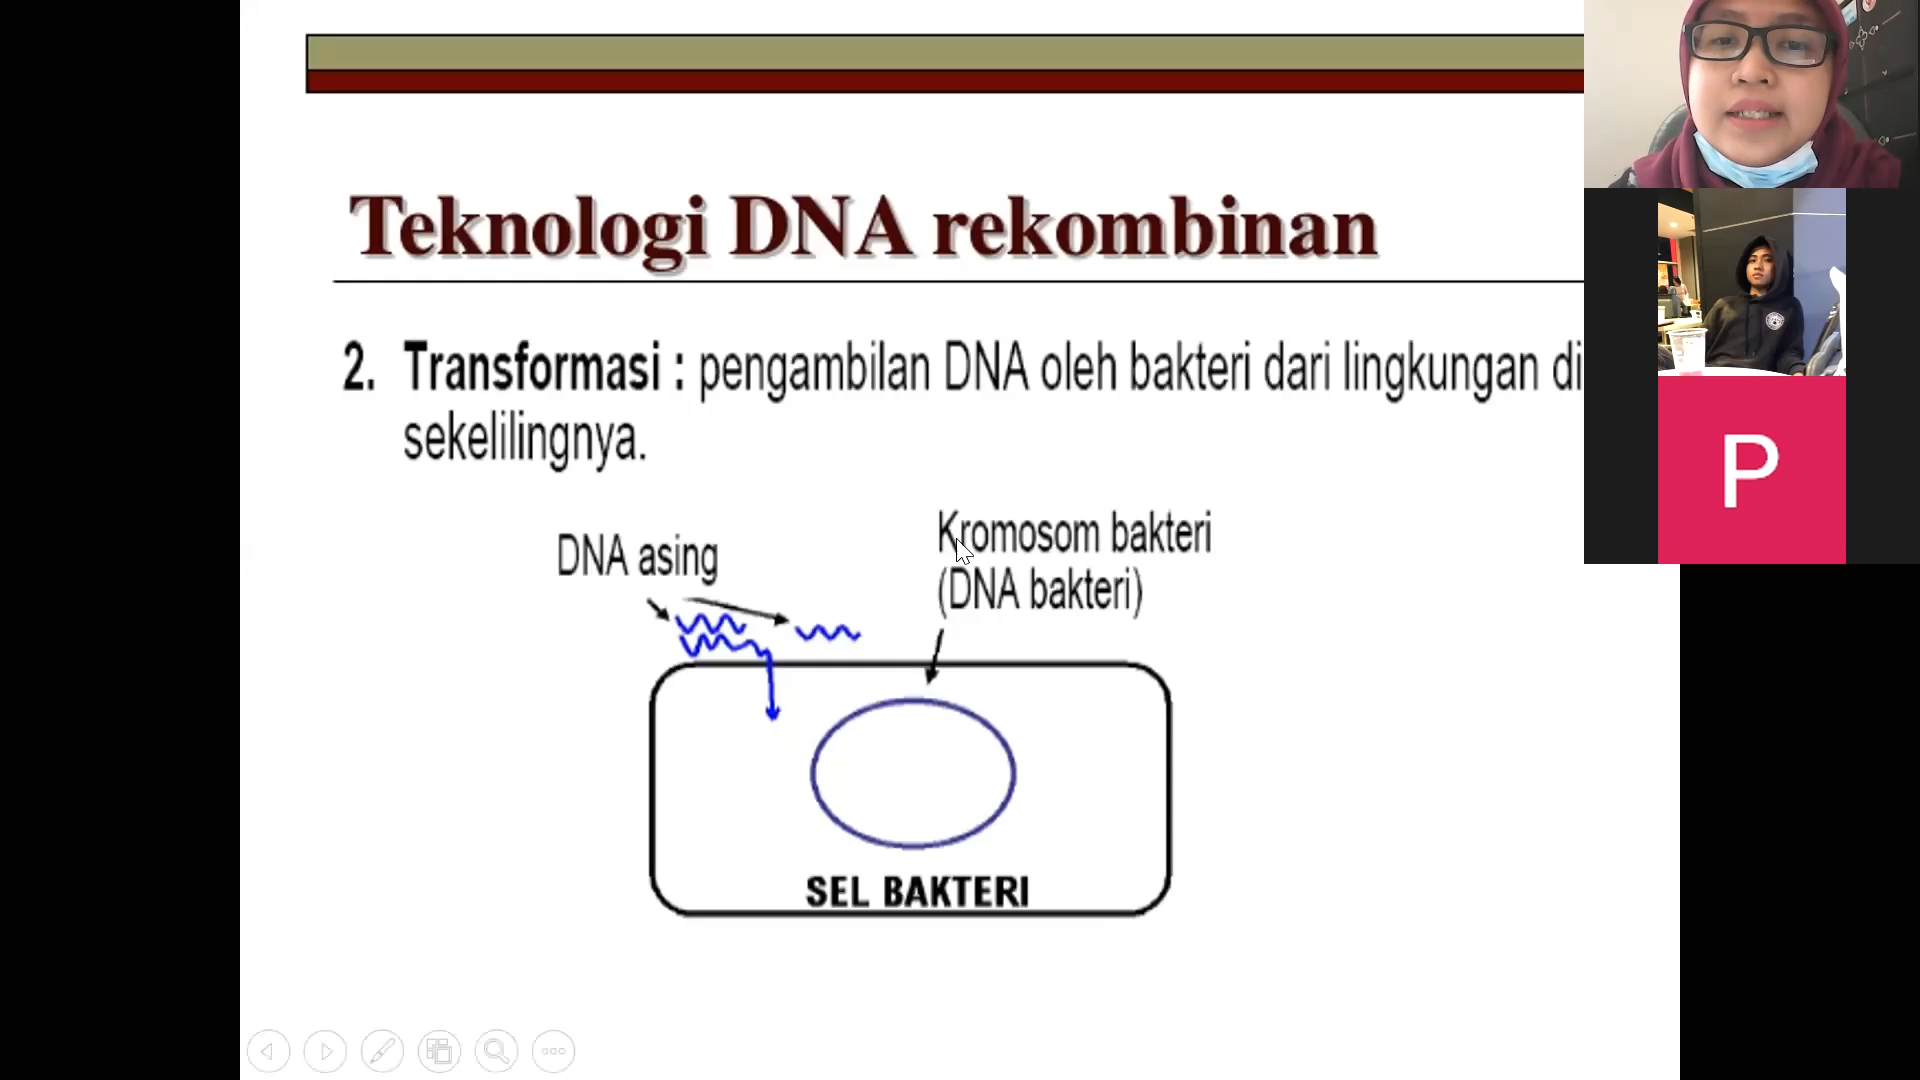 Teknologi DNA rekombinan
2. Transformasi : pengambilan DNA oleh bakteri dari lingkungan di
sekelilingnya.
DNA asing
Kromosom bakteri
(DNA bakteri)
SEL BAKTERI
P